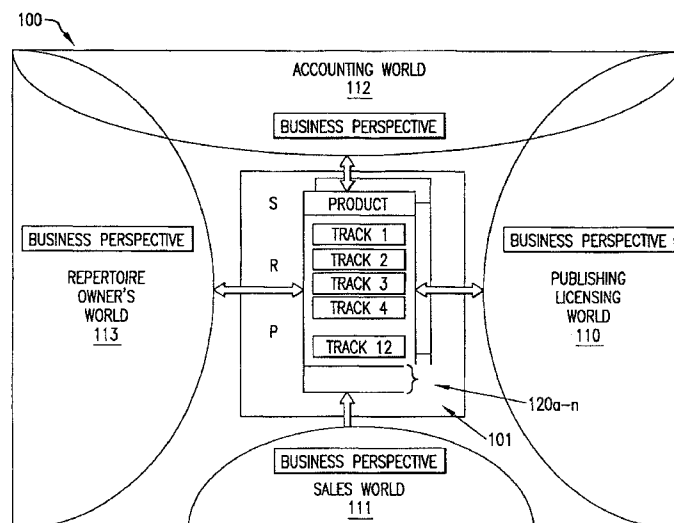 100
ACCOUNTING WORLD
112
BUSINESS PERSPECTIVE
S
PRODUCT
TRACK 1
BUSINESS PERSPECTIVE
R
TRACK 2
BUSINESS PERSPECTIVE
REPERTOIRE
OWNER'S
WORLD
113
TRACK 3
TRACK 4
PUBLISHING
LICENSING
WORLD
110
P
TRACK 12
120a-n
101
BUSINESS PERSPECTIVE
SALES WORLD
111